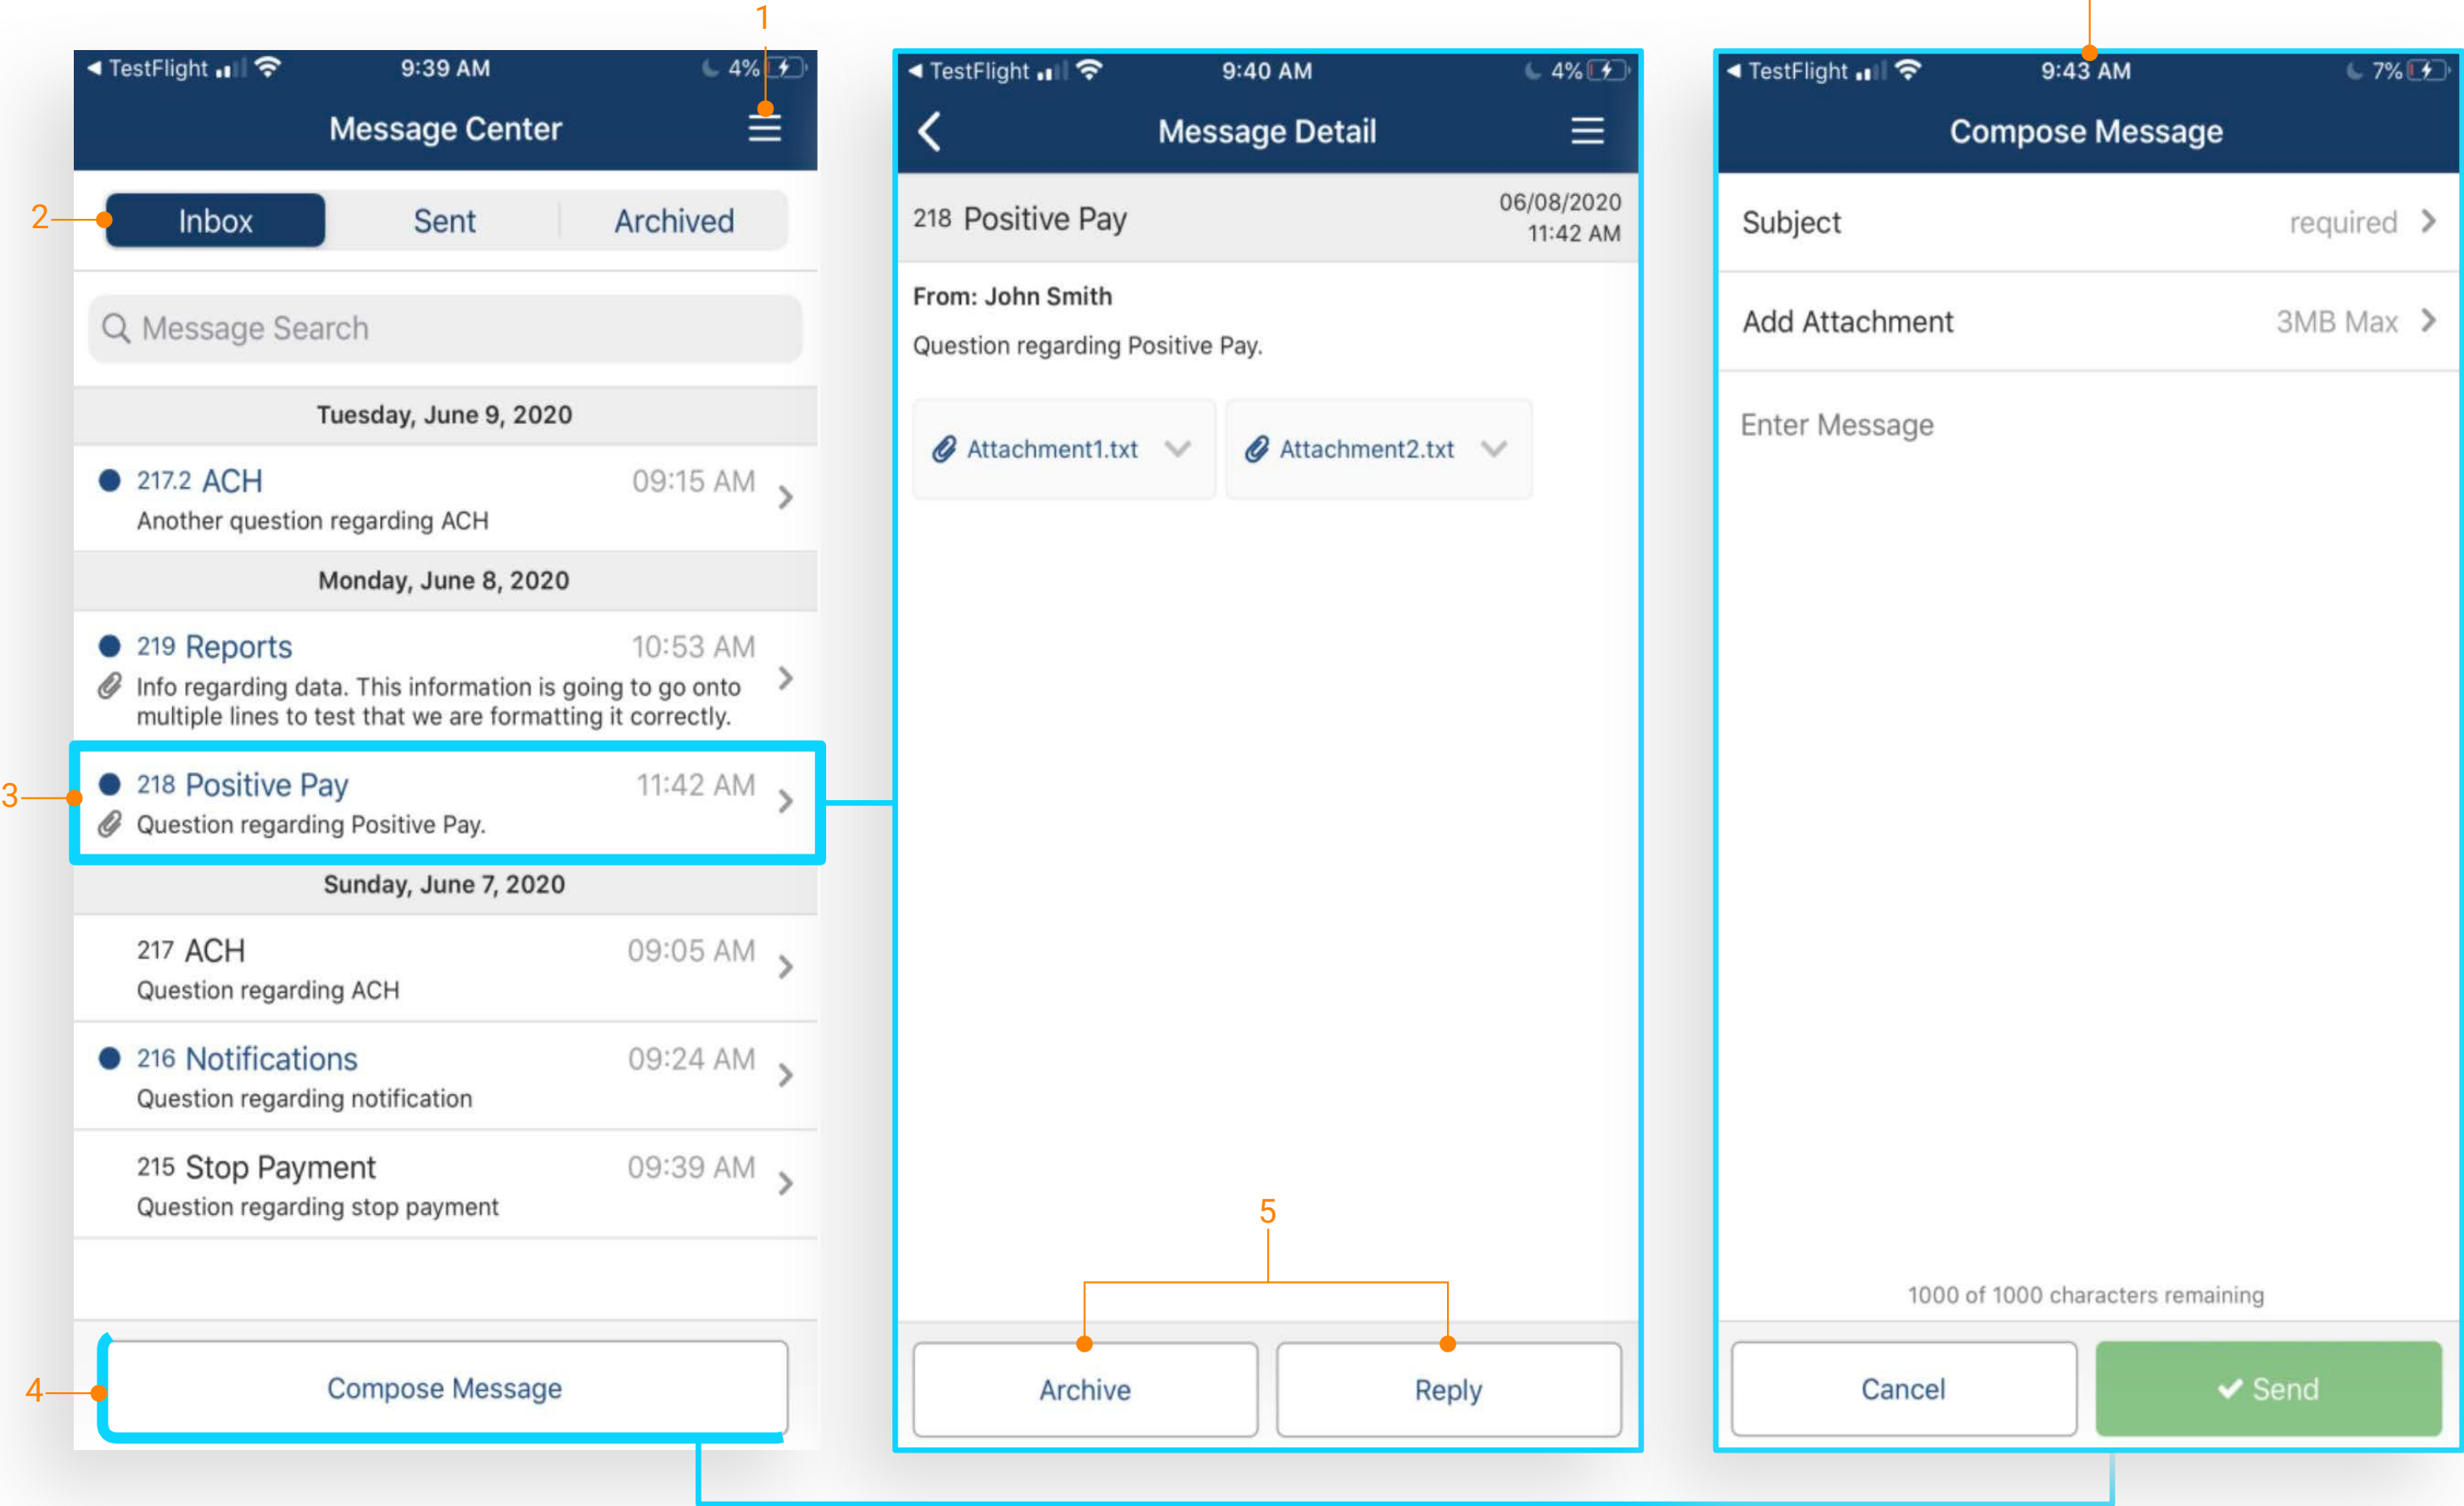 1
TestFlight 9:39 AM 4%
Message Center
2
Inbox Sent Archived
Message Search
Tuesday, June 9, 2020
217.2 ACH 09:15 AM
Another question regarding ACH
Monday, June 8, 2020
219 Reports 10:53 AM
Info regarding data. This information is going to go onto
multiple lines to test that we are formatting it correctly.
3
218 Positive Pay 11:42 AM
Question regarding Positive Pay.
Sunday, June 7, 2020
217 ACH 09:05 AM
Question regarding ACH
216 Notifications 09:24 AM
Question regarding notification
215 Stop Payment 09:39 AM
Question regarding stop payment
4
Compose Message
TestFlight 9:40 AM 4%
Message Detail
218 Positive Pay 06/08/2020
11:42 AM
From: John Smith
Question regarding Positive Pay.
Attachment1.txt Attachment2.txt
5
Archive Reply
TestFlight 9:43 AM 7%
Compose Message
Subject required
Add Attachment 3MB Max
Enter Message
1000 of 1000 characters remaining
Cancel Send